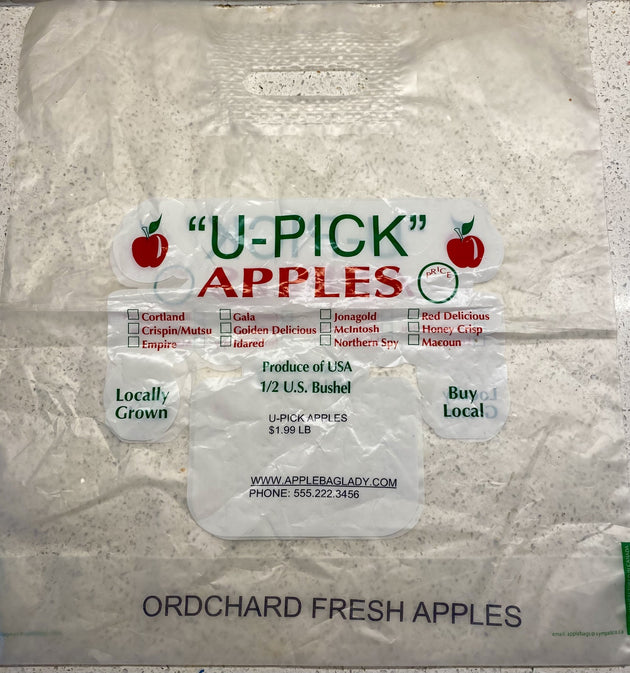 “U-PICK”
APPLES
PRICE
Cortland Gala Jonagold Red Delicious
Crispin/Mutsu Golden Delicious McIntosh Honey Crisp
Empire Idared Northern Spy Macoun
Produce of USA
1/2 U.S. Bushel
Locally
Grown
Buy
Local
U-PICK APPLES
$1.99 LB
WWW.APPLEBAGLADY.COM
PHONE: 555.222.3456
ORDCHARD FRESH APPLES